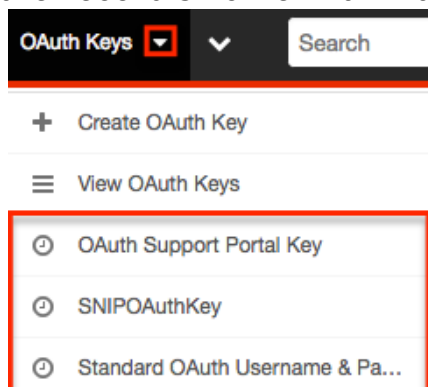 OAuth Keys
Search
Create OAuth Key
View OAuth Keys
OAuth Support Portal Key
SNIPOAuthKey
Standard OAuth Username & Pa...